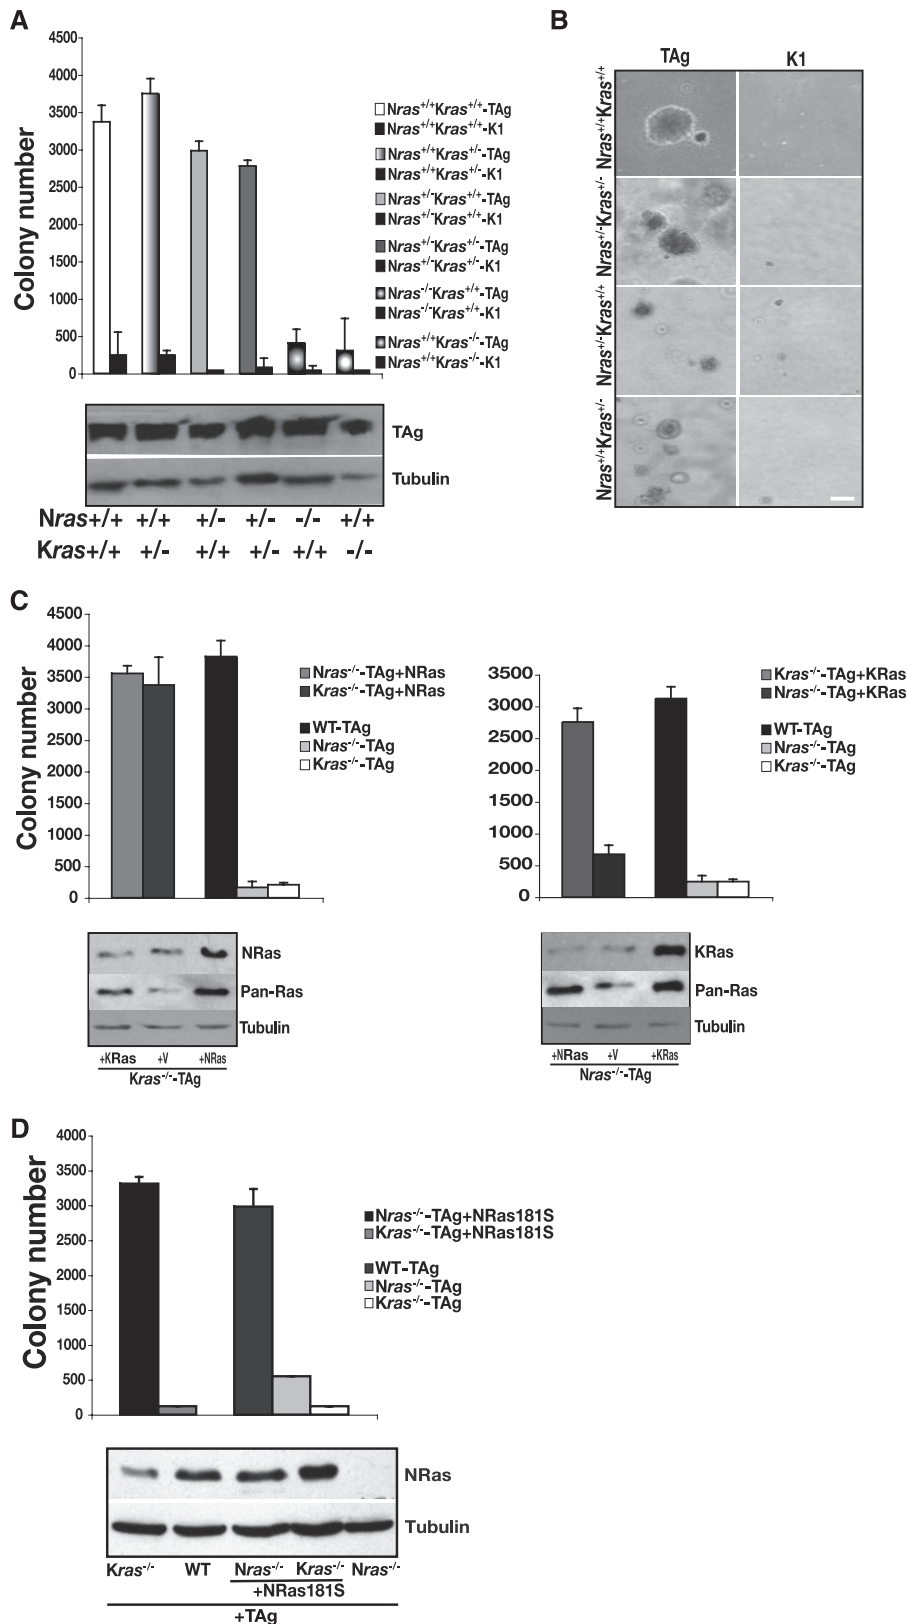 A
4500
4000
3500
3000
2500
2000
1500
1000
500
0
Colony number
Nras+/+Kras+/+-TAg
Nras+/+Kras+/+-K1
Nras+/+Kras+/--TAg
Nras+/+Kras+/--K1
Nras+/-Kras+/+-TAg
Nras+/-Kras+/+-K1
Nras+/-Kras+/--TAg
Nras+/-Kras+/--K1
Nras-/-Kras+/+-TAg
Nras-/-Kras+/+-K1
Nras+/+Kras-/--TAg
Nras+/+Kras-/--K1
TAg
Tubulin
Nras+/+ +/+ +/- +/- -/- +/+
Kras+/+ +/- +/+ +/- +/+ -/-
B
TAg K1
Nras+/+Kras+/+
Nras+/-Kras+/-
Nras+/-Kras+/+
Nras+/+Kras+/-
C
4500
4000
3500
3000
2500
2000
1500
1000
500
0
Colony number
Nras-/--TAg+NRas
Kras-/--TAg+NRas
WT-TAg
Nras-/--TAg
Kras-/--TAg
NRas
Pan-Ras
Tubulin
+KRas +V +NRas
Kras-/--TAg
3500
3000
2500
2000
1500
1000
500
0
Kras-/--TAg+KRas
Nras-/--TAg+KRas
WT-TAg
Nras-/--TAg
Kras-/--TAg
KRas
Pan-Ras
Tubulin
+NRas +V +KRas
Nras-/--TAg
D
4000
3500
3000
2500
2000
1500
1000
500
0
Colony number
Nras-/--TAg+NRas181S
Kras-/--TAg+NRas181S
WT-TAg
Nras-/--TAg
Kras-/--TAg
NRas
Tubulin
Kras-/- WT Nras-/- Kras-/- Nras-/-
+NRas181S
+TAg